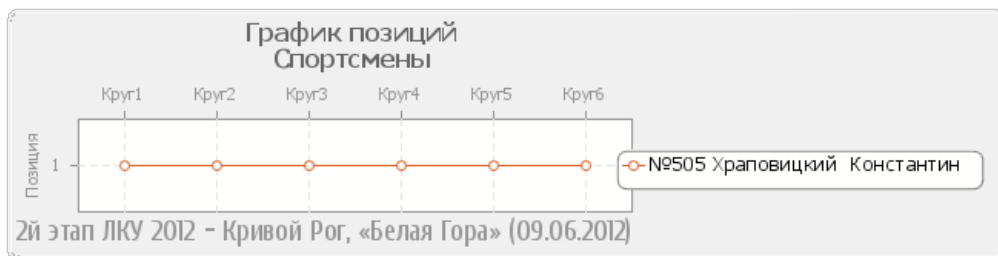 График позиций
Спортсмены
Круг1 Круг2 Круг3 Круг4 Круг5 Круг6
Позиция
1
№505 Храповицкий Константин
2й этап ЛКУ 2012 - Кривой Рог, «Белая Гора» (09.06.2012)